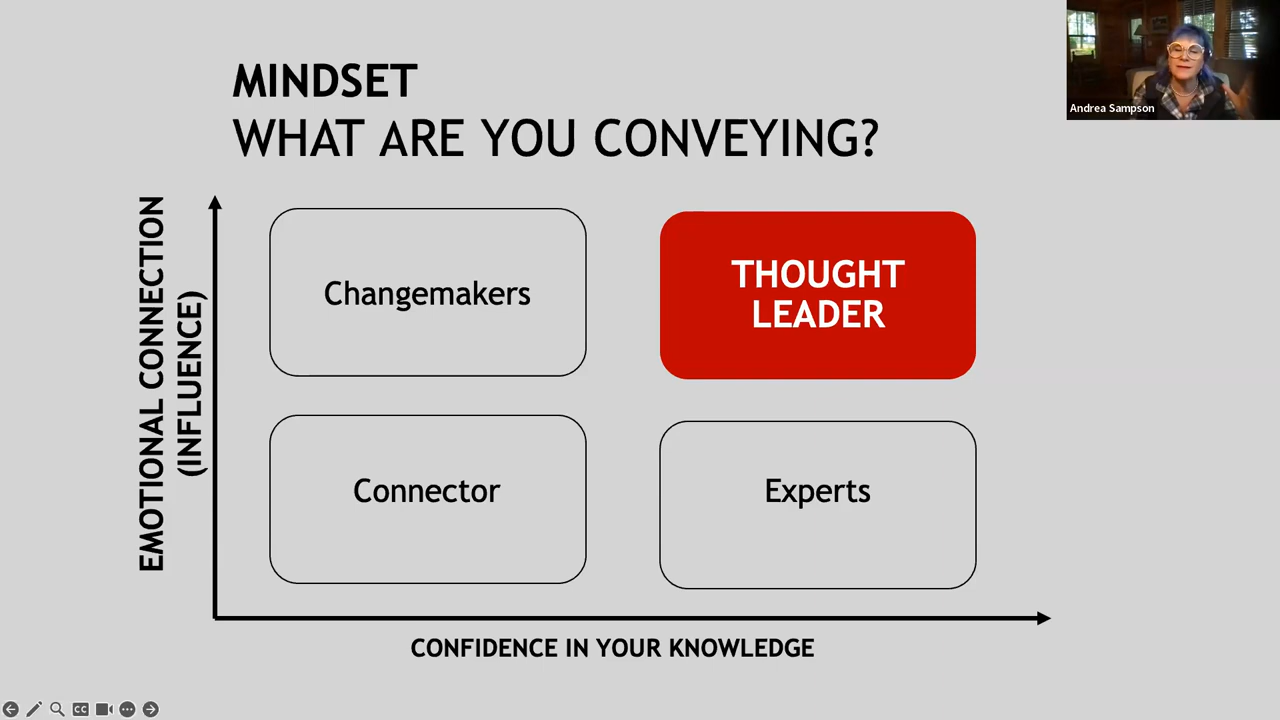 MINDSET
WHAT ARE YOU CONVEYING?
Andrea Sampson
EMOTIONAL CONNECTION
(INFLUENCE)
Changemakers
THOUGHT
LEADER
Connector
Experts
CONFIDENCE IN YOUR KNOWLEDGE
CC